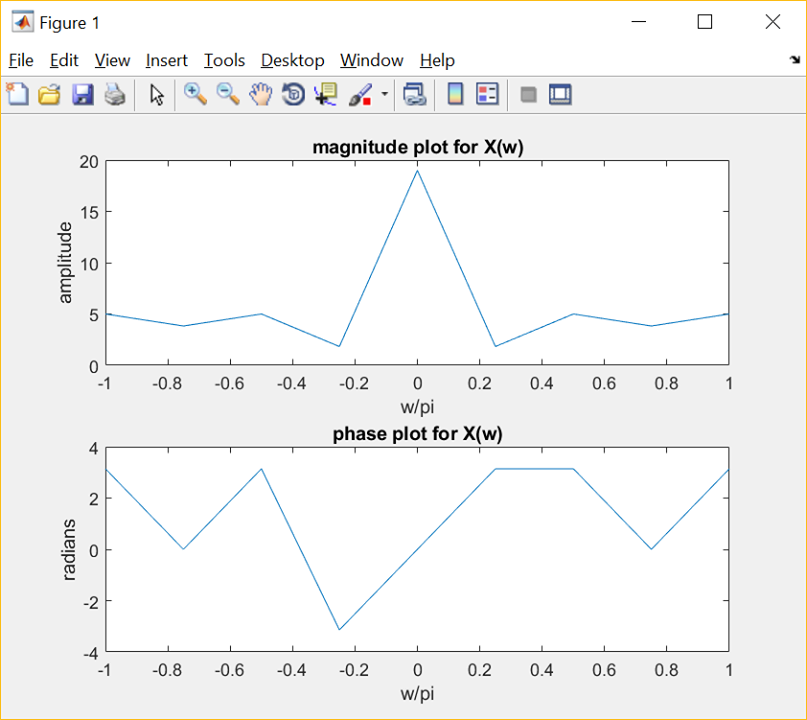 Figure 1
File Edit View Insert Tools Desktop Window Help
magnitude plot for X(w)
20
15
10
5
0
amplitude
-1 -0.8 -0.6 -0.4 -0.2 0 0.2 0.4 0.6 0.8 1
w/pi
phase plot for X(w)
4
2
0
-2
-4
radians
-1 -0.8 -0.6 -0.4 -0.2 0 0.2 0.4 0.6 0.8 1
w/pi